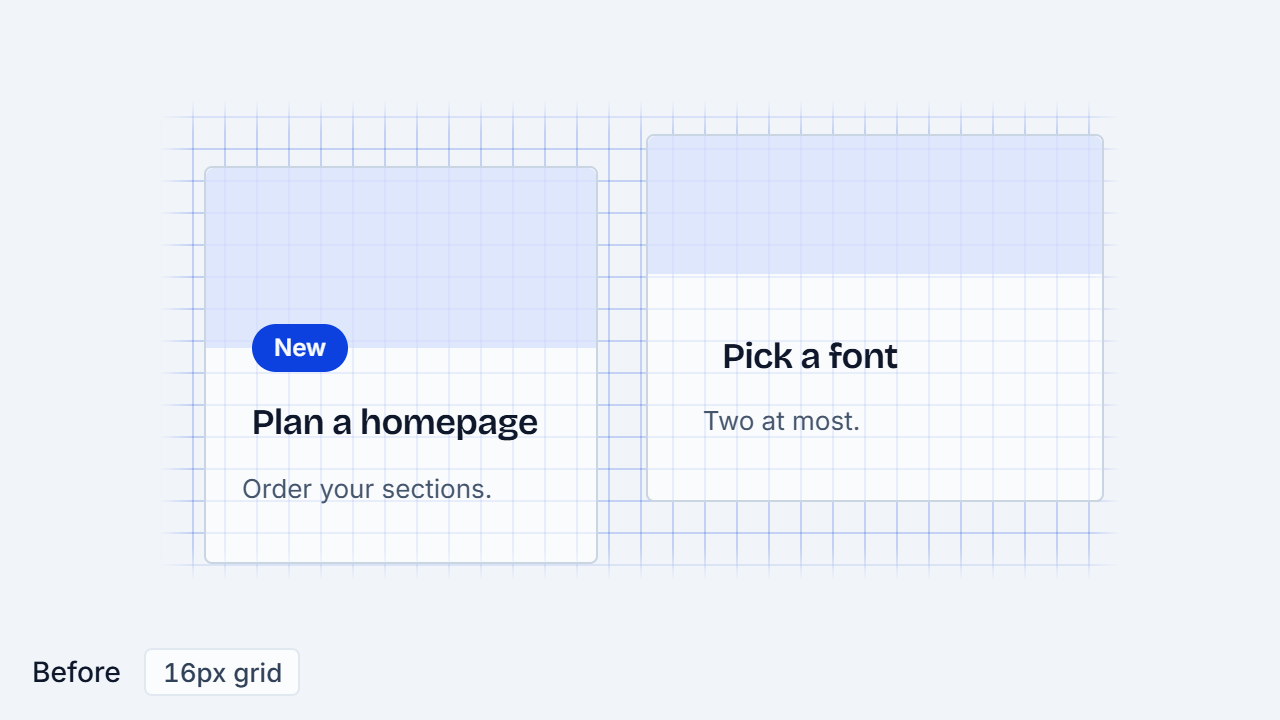 New
Plan a homepage
Order your sections.
Pick a font
Two at most.
Before
16px grid